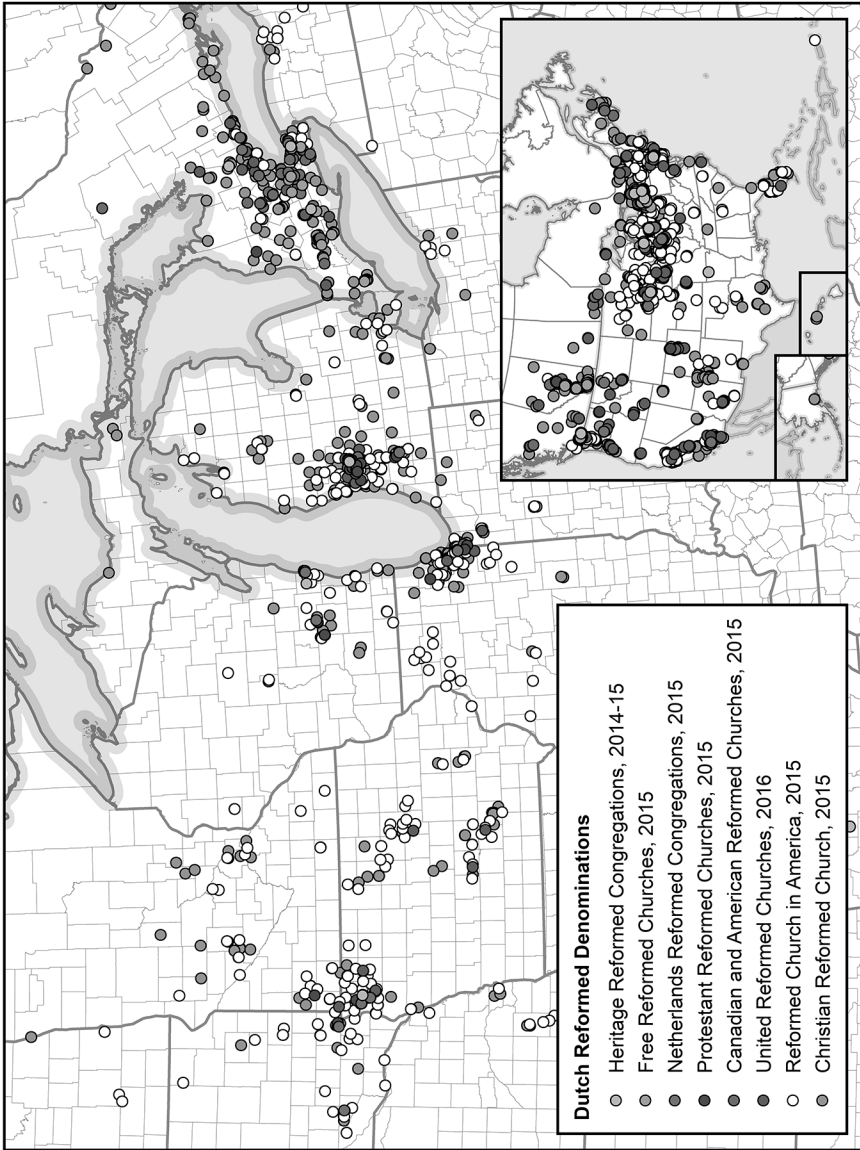 Dutch Reformed Denominations
Heritage Reformed Congregations, 2014-15
Free Reformed Churches, 2015
Netherlands Reformed Congregations, 2015
Protestant Reformed Churches, 2015
Canadian and American Reformed Churches, 2015
United Reformed Churches, 2016
Reformed Church in America, 2015
Christian Reformed Church, 2015